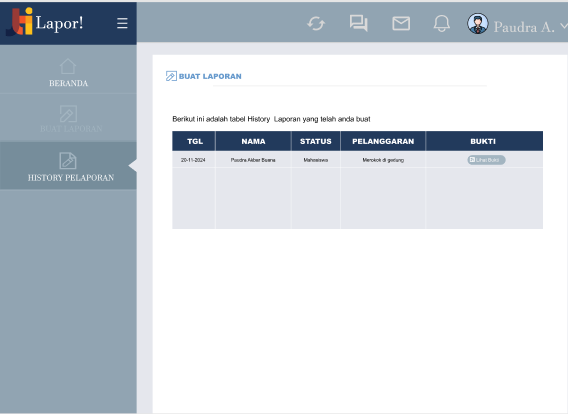 Hi Lapor!
Paudra A.
BERANDA
BUAT LAPORAN
HISTORY PELAPORAN
BUAT LAPORAN
Berikut ini adalah tabel History Laporan yang telah anda buat
TGL NAMA STATUS PELANGGARAN BUKTI
20-11-2024 Paudra Akbar Buana Mahasiswa Merokok di gedung Lihat Bukti